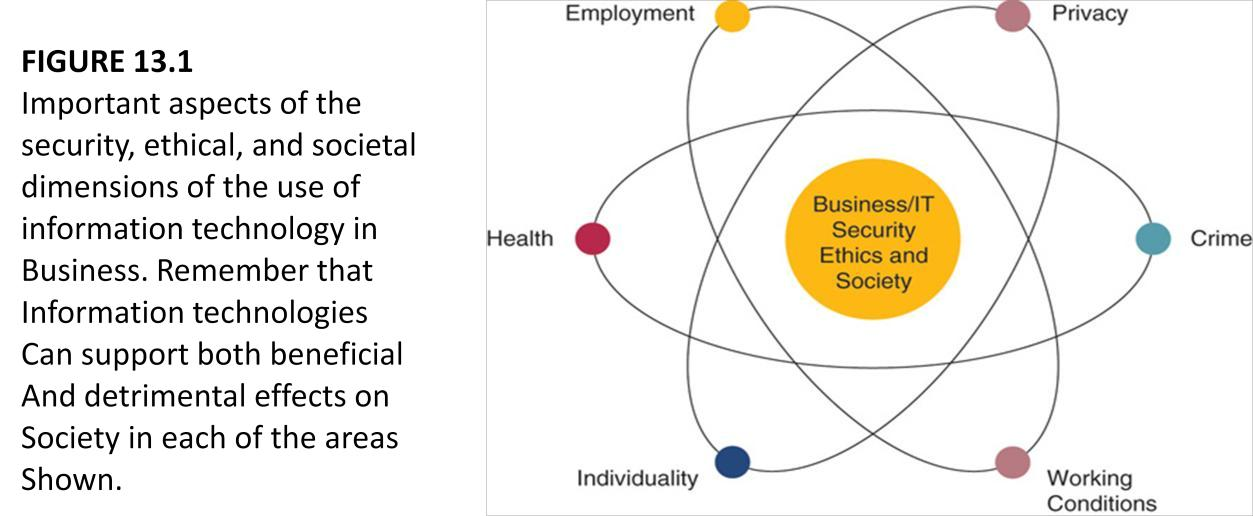 FIGURE 13.1
Important aspects of the
security, ethical, and societal
dimensions of the use of
information technology in
Business. Remember that
Information technologies
Can support both beneficial
And detrimental effects on
Society in each of the areas
Shown.
Employment
Privacy
Health
Business/IT
Security
Ethics and
Society
Crime
Individuality
Working
Conditions